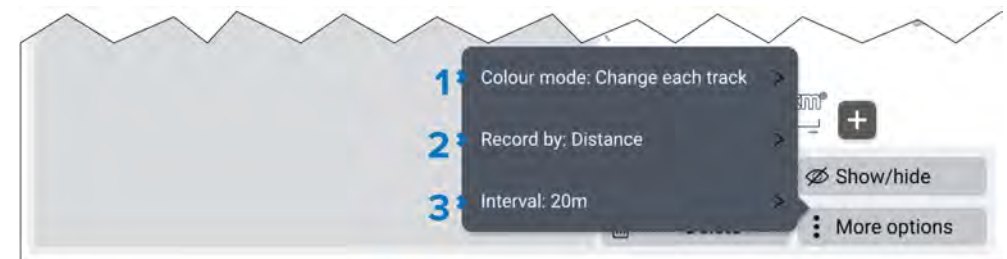 1 Colour mode: Change each track >
2 Record by: Distance >
3 Interval: 20m >
+
Show/hide
More options